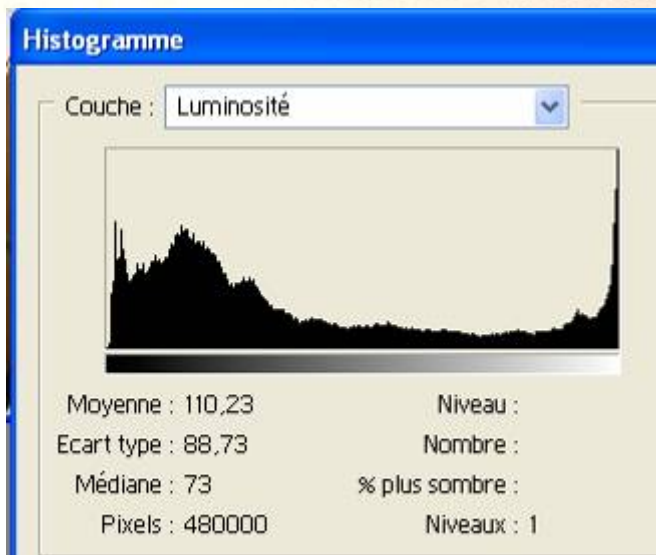 Histogramme
Couche : Luminosité
Moyenne : 110,23 Niveau :
Ecart type : 88,73 Nombre :
Médiane : 73 % plus sombre :
Pixels : 480000 Niveaux : 1